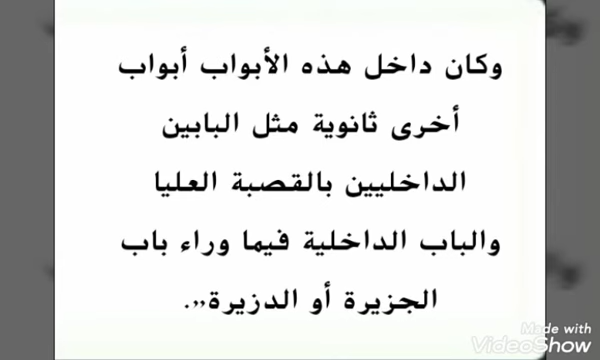 وكان داخل هذه الأبواب أبواب
أخرى ثانوية مثل البابين
الداخليين بالقصبة العليا
والباب الداخلية فيما وراء باب
الجزيرة أو الدزيرة”.
Made with
VideoShow